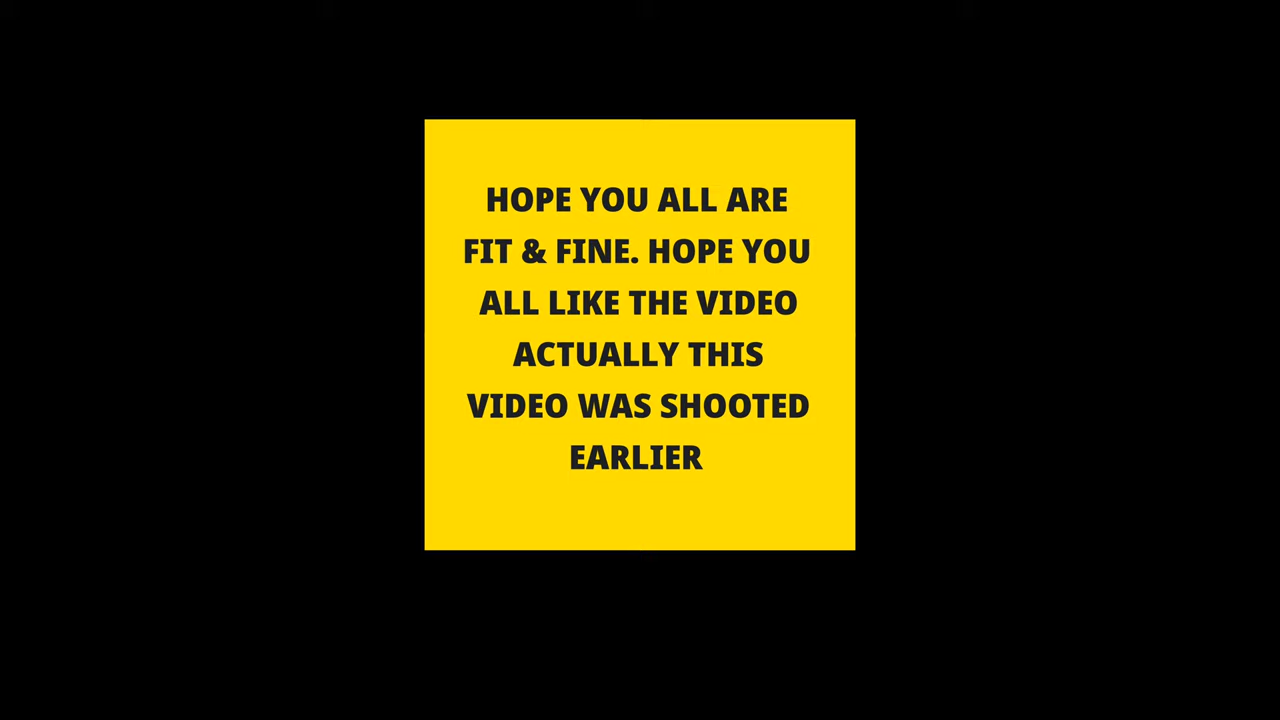 HOPE YOU ALL ARE
FIT & FINE. HOPE YOU
ALL LIKE THE VIDEO
ACTUALLY THIS
VIDEO WAS SHOOTED
EARLIER